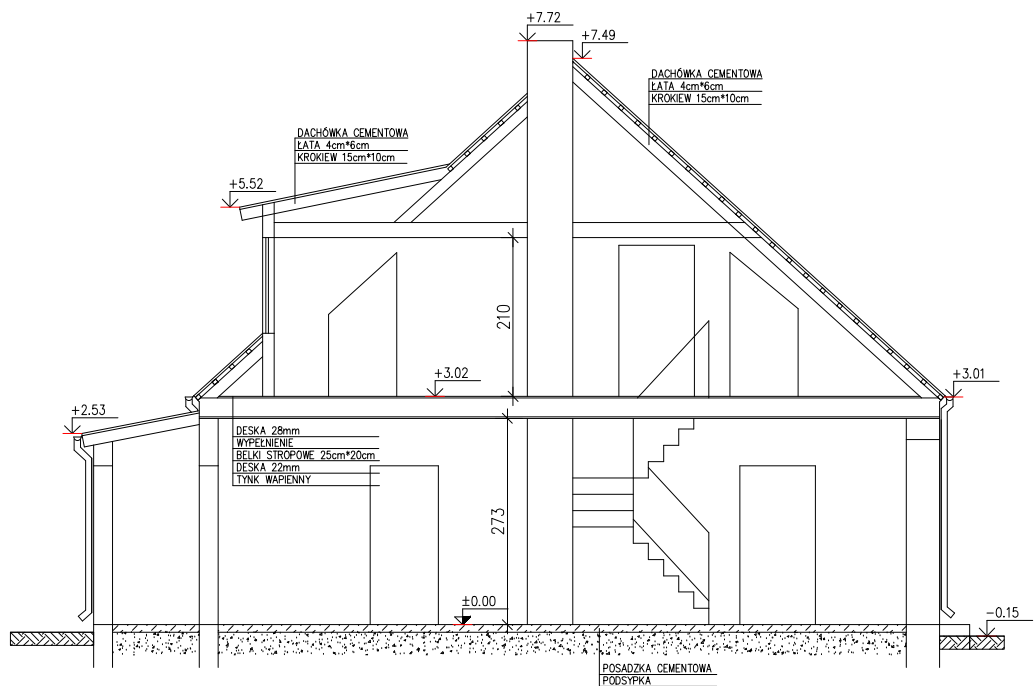 +7.72
+7.49
DACHÓWKA CEMENTOWA
ŁATA 4cm*6cm
KROKIEW 15cm*10cm
DACHÓWKA CEMENTOWA
ŁATA 4cm*6cm
KROKIEW 15cm*10cm
+5.52
210
+3.02
+3.01
+2.53
DESKA 28mm
WYPEŁNIENIE
BELKI STROPOWE 25cm*20cm
DESKA 22mm
TYNK WAPIENNY
273
±0.00
-0.15
POSADZKA CEMENTOWA
PODSYPKA